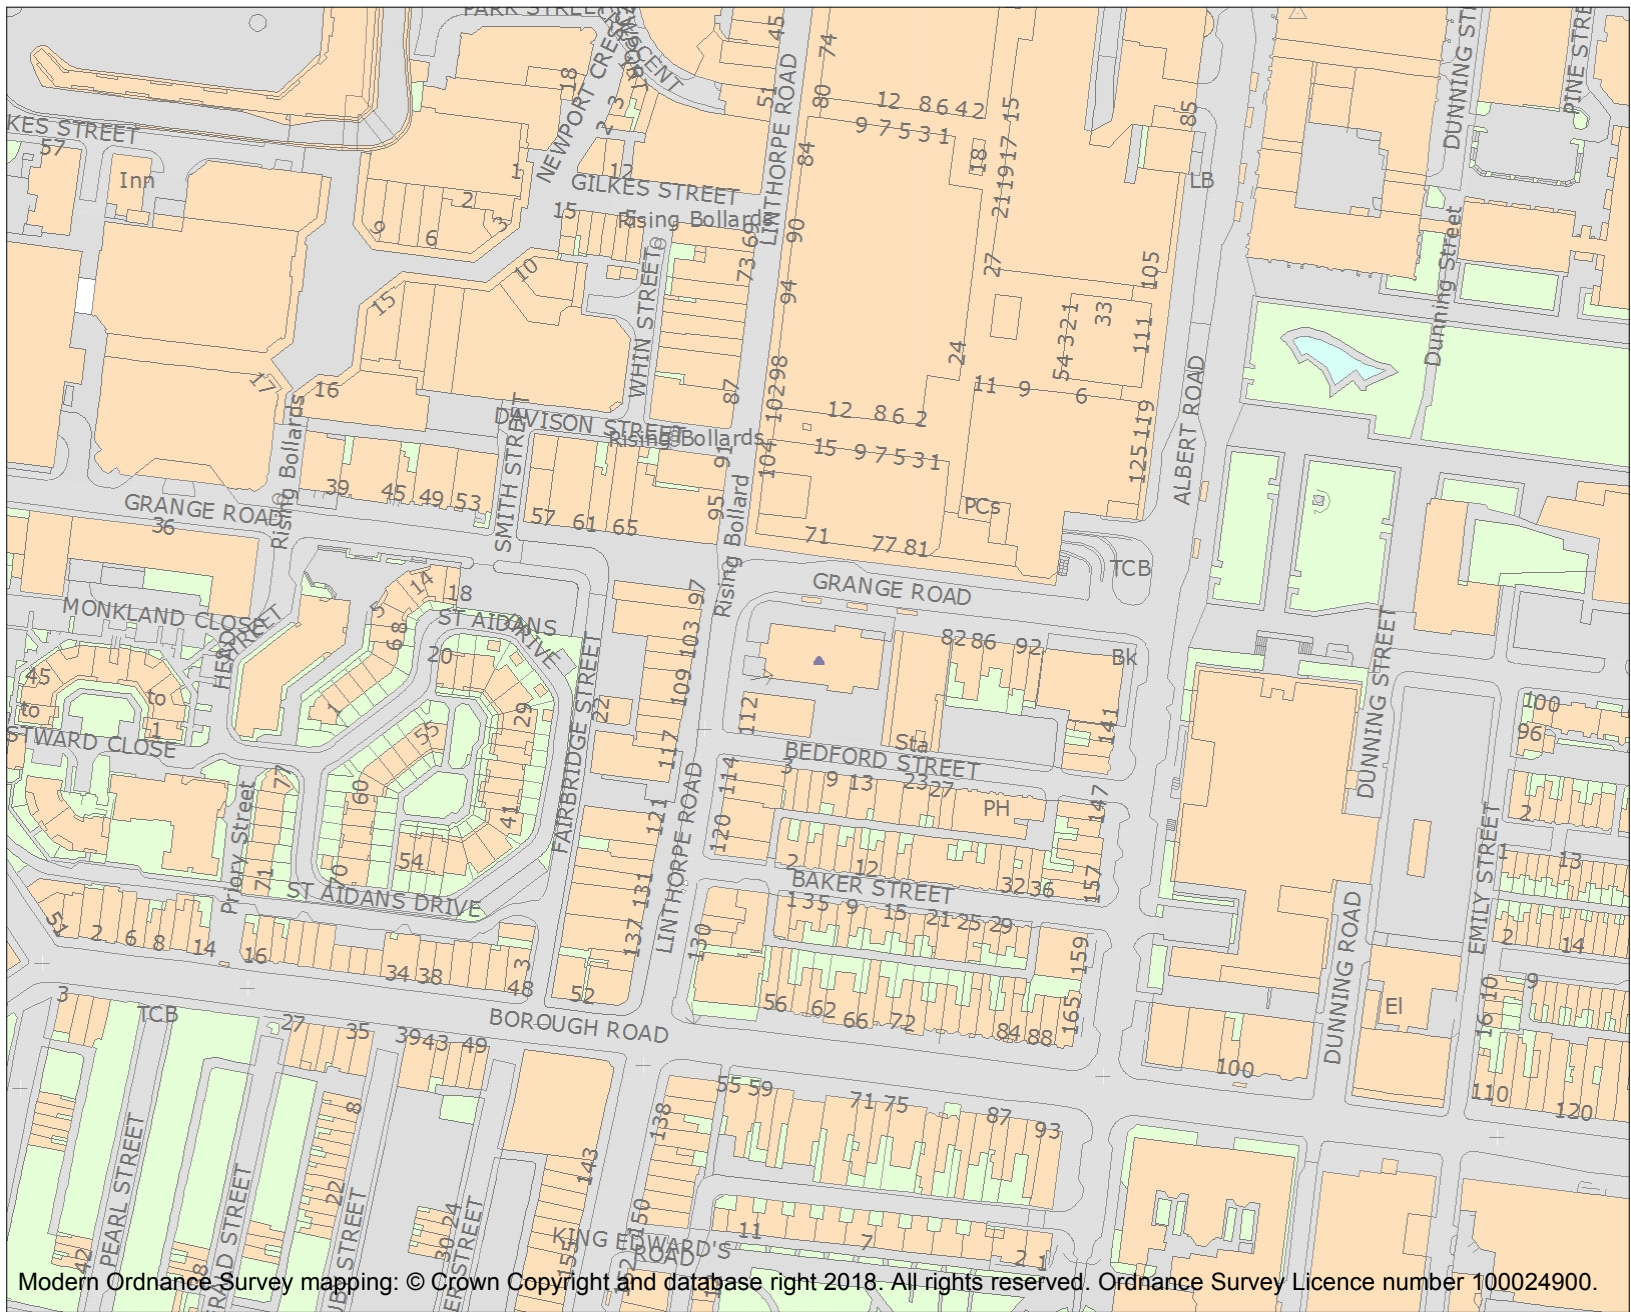 PARK STREET
NEWPORT CRESCENT
18
3
2
45
51
LINTHORPE ROAD
74
80
84
12 8 6 4 2
9 7 5 3 1
15
17
19
21
18
27
85
LB
DUNNING STREET
PINE STREET
KES STREET
57
Inn
1
2
3
6
9
12
GILKES STREET
15
Rising Bollards
69
73
90
94
10
15
WHIN STREET
105
111
33
1
2
3
54
24
11 9 6
Dunning Street
Dunning Street
ALBERT ROAD
17
16
87
98
102
12 8 6 2
119
125
DAVISON STREET
Rising Bollards
Rising Bollards
SMITH STREET
91
95
104
15 9 7 5 3 1
39 45 49 53
57 61 65
GRANGE ROAD
36
PCs
71 77 81
Rising Bollard
TCB
GRANGE ROAD
97
103
109
14
18
5
6 8
MONKLAND CLOSE
ST AIDANS DRIVE
20
82 86 92
Bk
45
to
to
1
1
29
55
22
112
141
FAIRBRIDGE STREET
DUNNING STREET
100
96
STWARD CLOSE
77
60
41
54
70
71
Priory Street
117
121
BEDFORD STREET
Sta
3 9 13 23 27
PH
114
120
147
157
2
1 13
EMILY STREET
2 12 32 36
BAKER STREET
1 3 5 9 15 21 25 29
ST AIDANS DRIVE
131
137
LINTHORPE ROAD
130
159
165
2 14
DUNNING ROAD
51 2 6 8 14 16 34 38 48
3
52
56 62 66 72 84 88
El
9
10
16
3
TCB
27 35 39 43 49
BOROUGH ROAD
100
110 120
55 59 71 75 87 93
138
8
22
143
150
24
30
42
PEARL STREET
11 7 2 1
KING EDWARD'S ROAD
155
152
Modern Ordnance Survey mapping: © Crown Copyright and database right 2018. All rights reserved. Ordnance Survey Licence number 100024900.